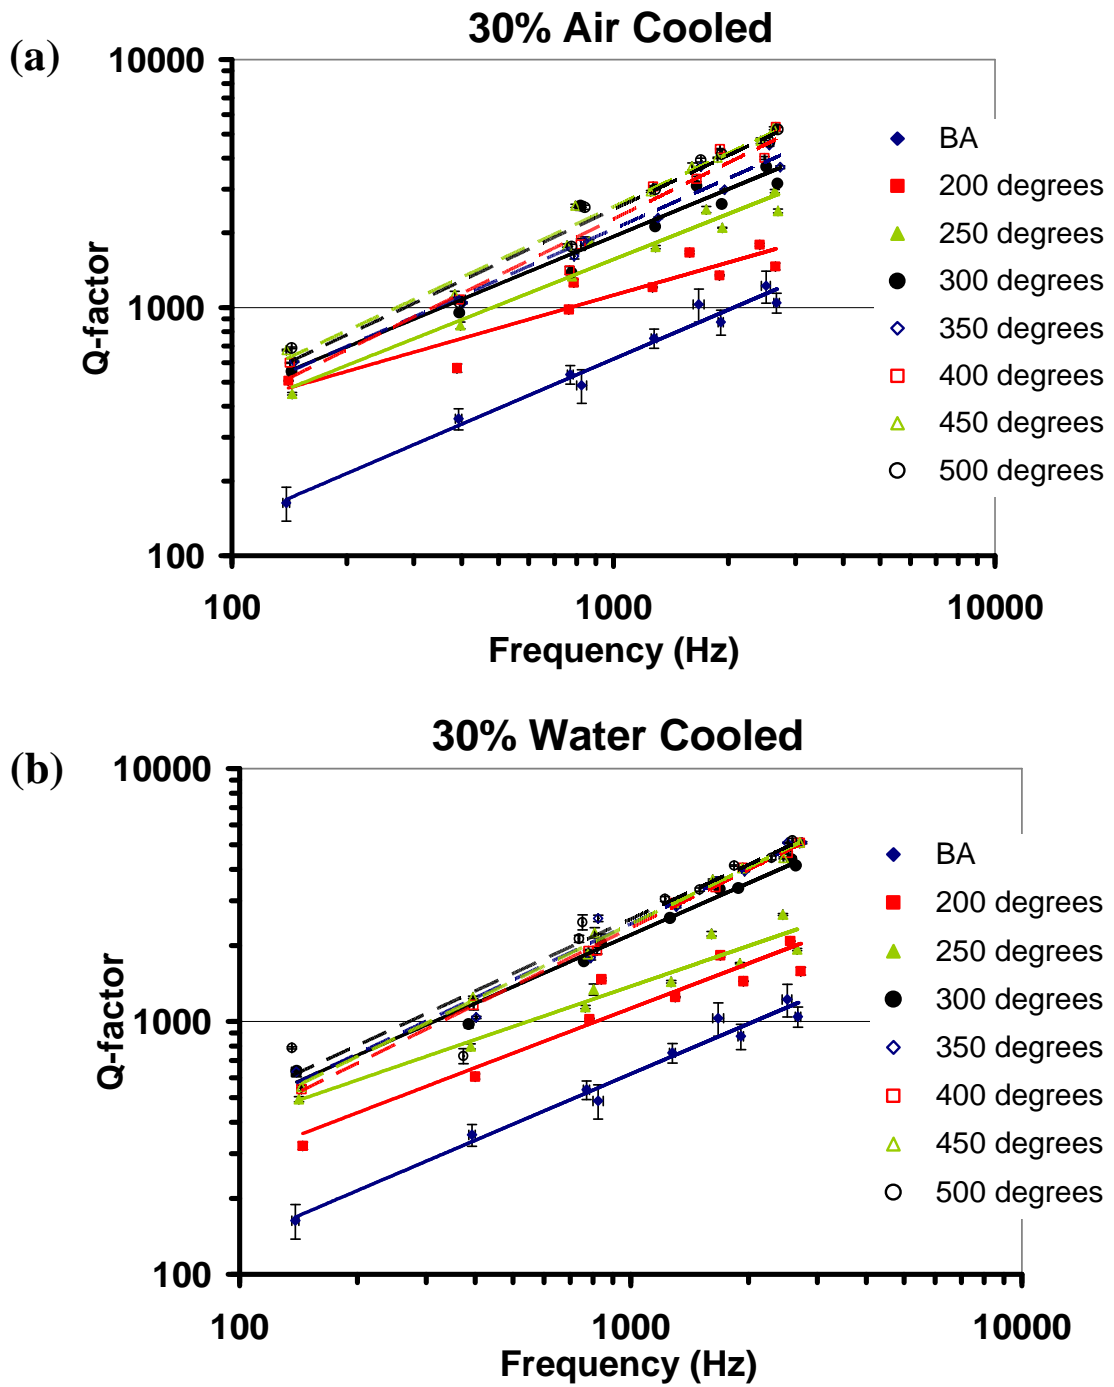 30% Air Cooled
(a)
10000
1000
100
Q-factor
100 1000 10000
Frequency (Hz)
BA
200 degrees
250 degrees
300 degrees
350 degrees
400 degrees
450 degrees
500 degrees
30% Water Cooled
(b)
10000
1000
100
Q-factor
100 1000 10000
Frequency (Hz)
BA
200 degrees
250 degrees
300 degrees
350 degrees
400 degrees
450 degrees
500 degrees